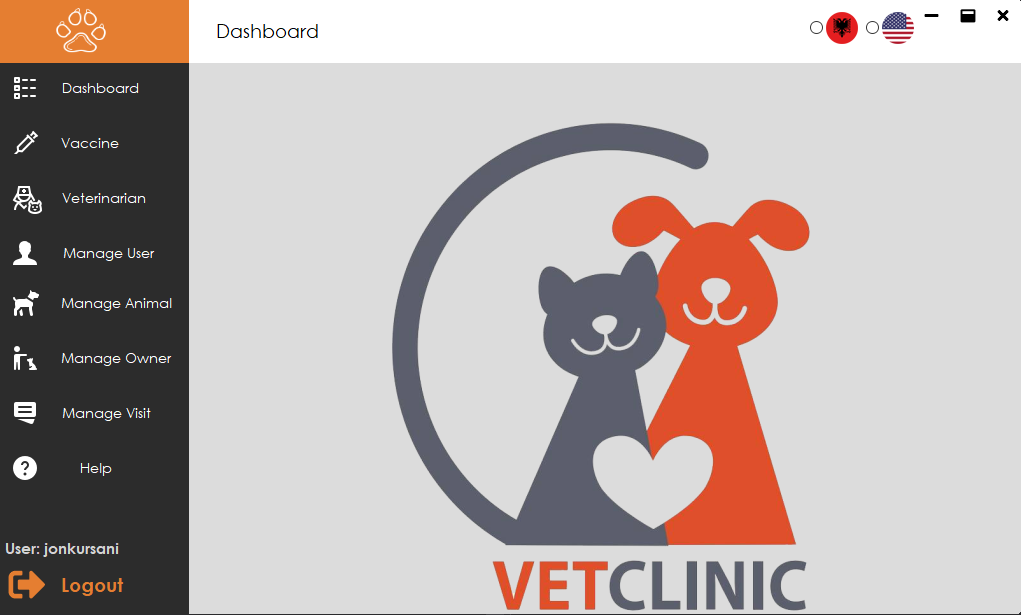 Dashboard
Dashboard
Vaccine
Veterinarian
Manage User
Manage Animal
Manage Owner
Manage Visit
? Help
User: jonkursani
Logout
VETCLINIC